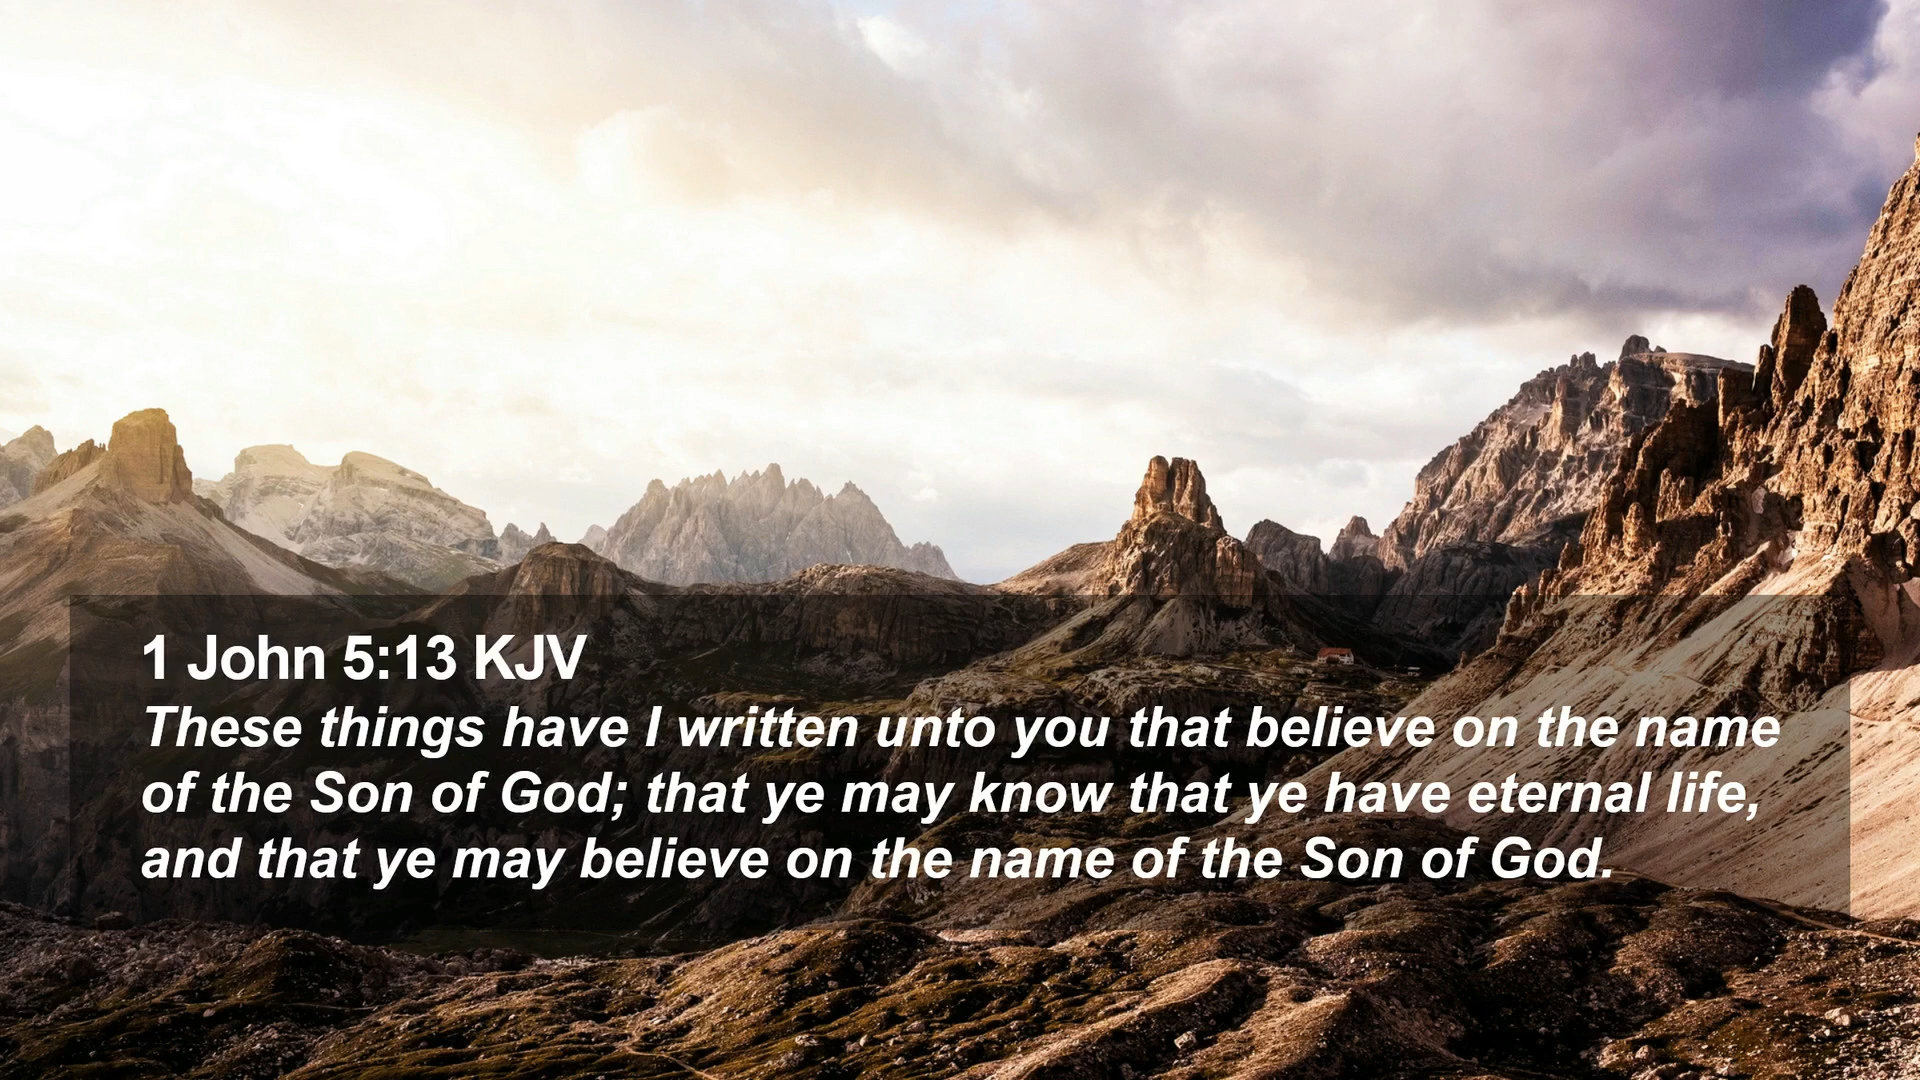 1 John 5:13 KJV
These things have I written unto you that believe on the name
of the Son of God; that ye may know that ye have eternal life,
and that ye may believe on the name of the Son of God.